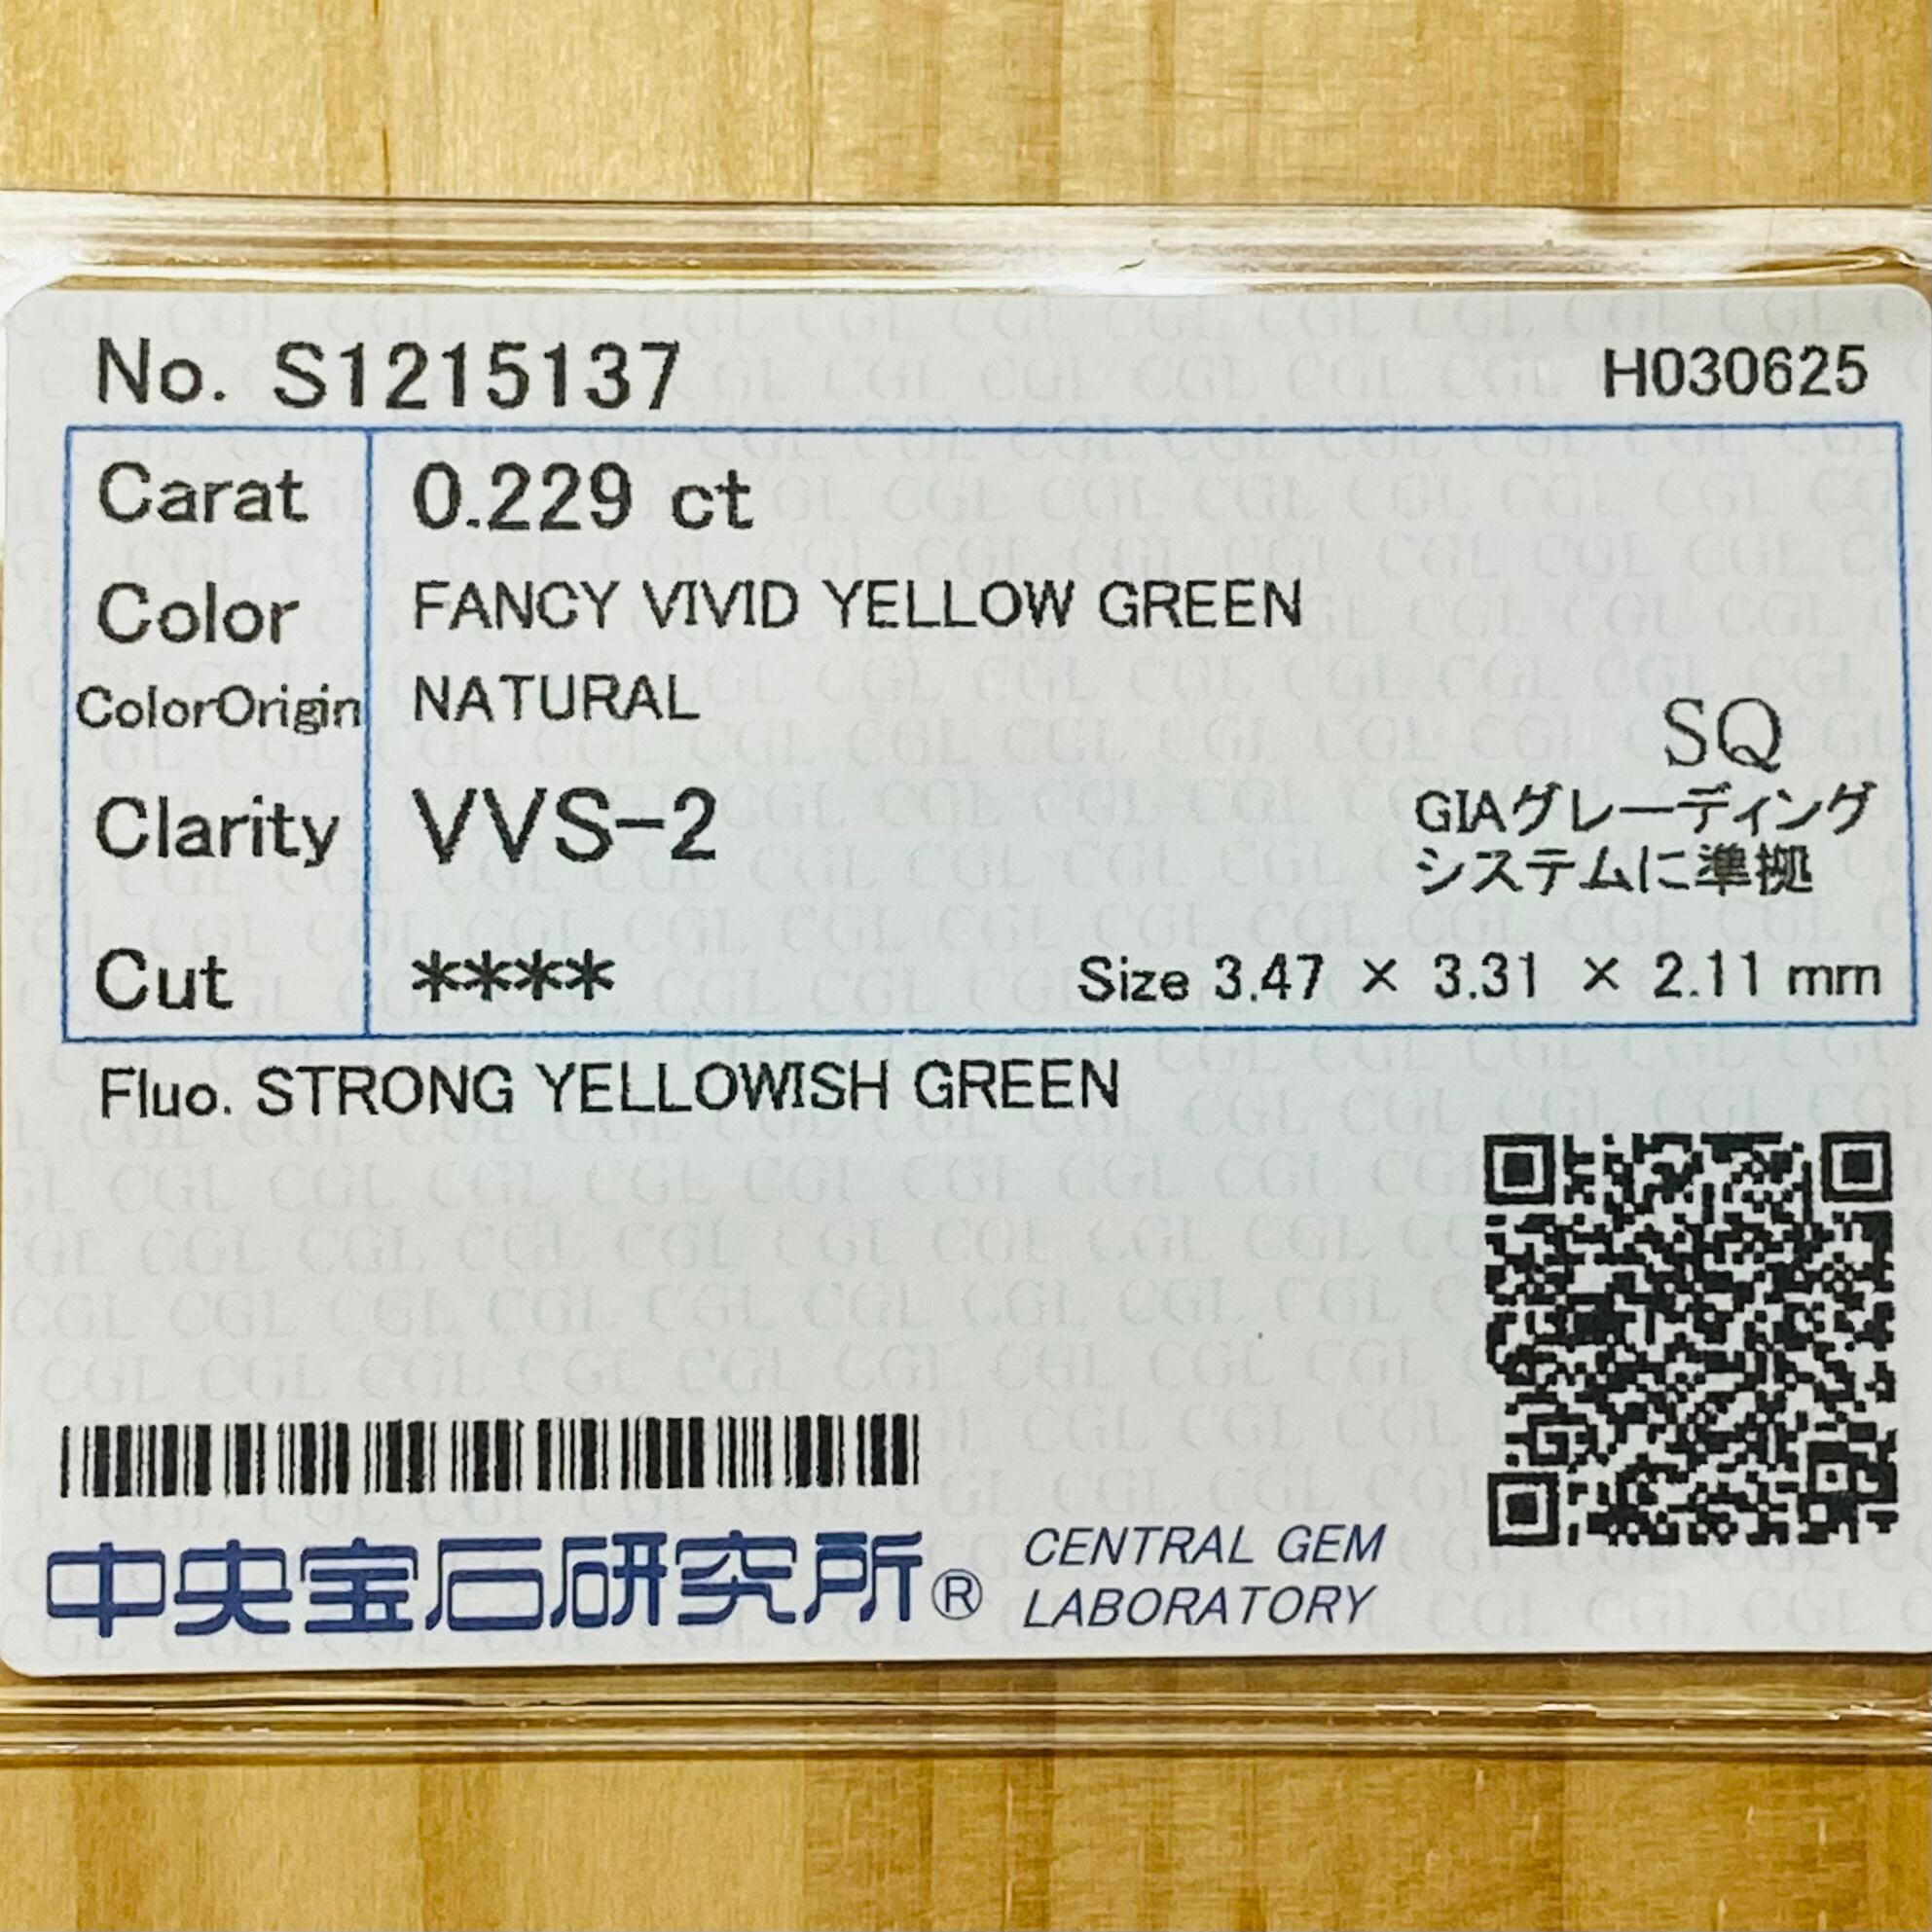 No. S1215137 H030625
Carat 0.229 ct
Color FANCY VIVID YELLOW GREEN
ColorOrigin NATURAL
SQ
Clarity VVS-2
GIAグレーディング
システムに準拠
Cut **** Size 3.47 × 3.31 × 2.11 mm
Fluo. STRONG YELLOWISH GREEN
中央宝石研究所® CENTRAL GEM
LABORATORY